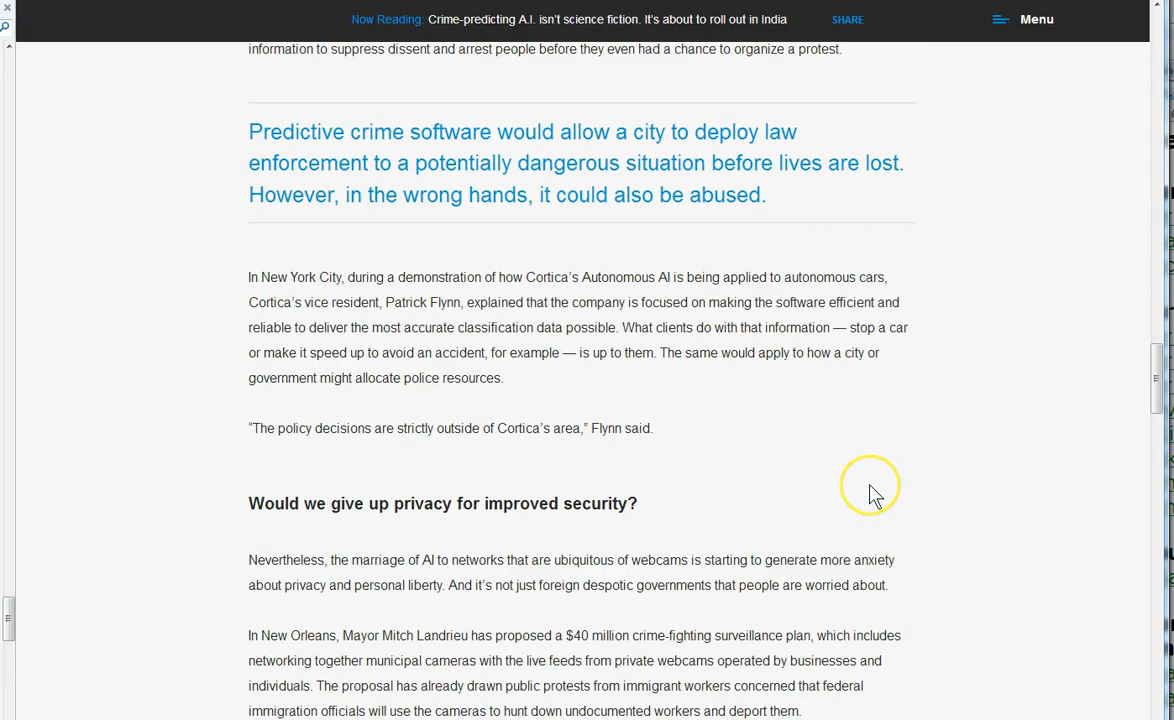 Now Reading: Crime-predicting A.I. isn't science fiction. It's about to roll out in India
SHARE
Menu
information to suppress dissent and arrest people before they even had a chance to organize a protest.
Predictive crime software would allow a city to deploy law
enforcement to a potentially dangerous situation before lives are lost.
However, in the wrong hands, it could also be abused.
In New York City, during a demonstration of how Cortica's Autonomous AI is being applied to autonomous cars,
Cortica's vice resident, Patrick Flynn, explained that the company is focused on making the software efficient and
reliable to deliver the most accurate classification data possible. What clients do with that information — stop a car
or make it speed up to avoid an accident, for example — is up to them. The same would apply to how a city or
government might allocate police resources.
“The policy decisions are strictly outside of Cortica's area,” Flynn said.
Would we give up privacy for improved security?
Nevertheless, the marriage of AI to networks that are ubiquitous of webcams is starting to generate more anxiety
about privacy and personal liberty. And it's not just foreign despotic governments that people are worried about.
In New Orleans, Mayor Mitch Landrieu has proposed a $40 million crime-fighting surveillance plan, which includes
networking together municipal cameras with the live feeds from private webcams operated by businesses and
individuals. The proposal has already drawn public protests from immigrant workers concerned that federal
immigration officials will use the cameras to hunt down undocumented workers and deport them.